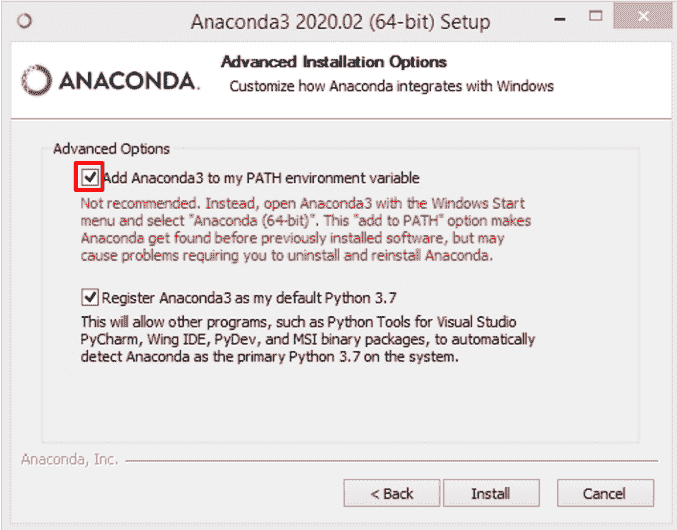 Anaconda3 2020.02 (64-bit) Setup
ANACONDA.
Advanced Installation Options
Customize how Anaconda integrates with Windows
Advanced Options
Add Anaconda3 to my PATH environment variable
Not recommended. Instead, open Anaconda3 with the Windows Start
menu and select "Anaconda (64-bit)". This "add to PATH" option makes
Anaconda get found before previously installed software, but may
cause problems requiring you to uninstall and reinstall Anaconda.
Register Anaconda3 as my default Python 3.7
This will allow other programs, such as Python Tools for Visual Studio
PyCharm, Wing IDE, PyDev, and MSI binary packages, to automatically
detect Anaconda as the primary Python 3.7 on the system.
Anaconda, Inc.
< Back
Install
Cancel